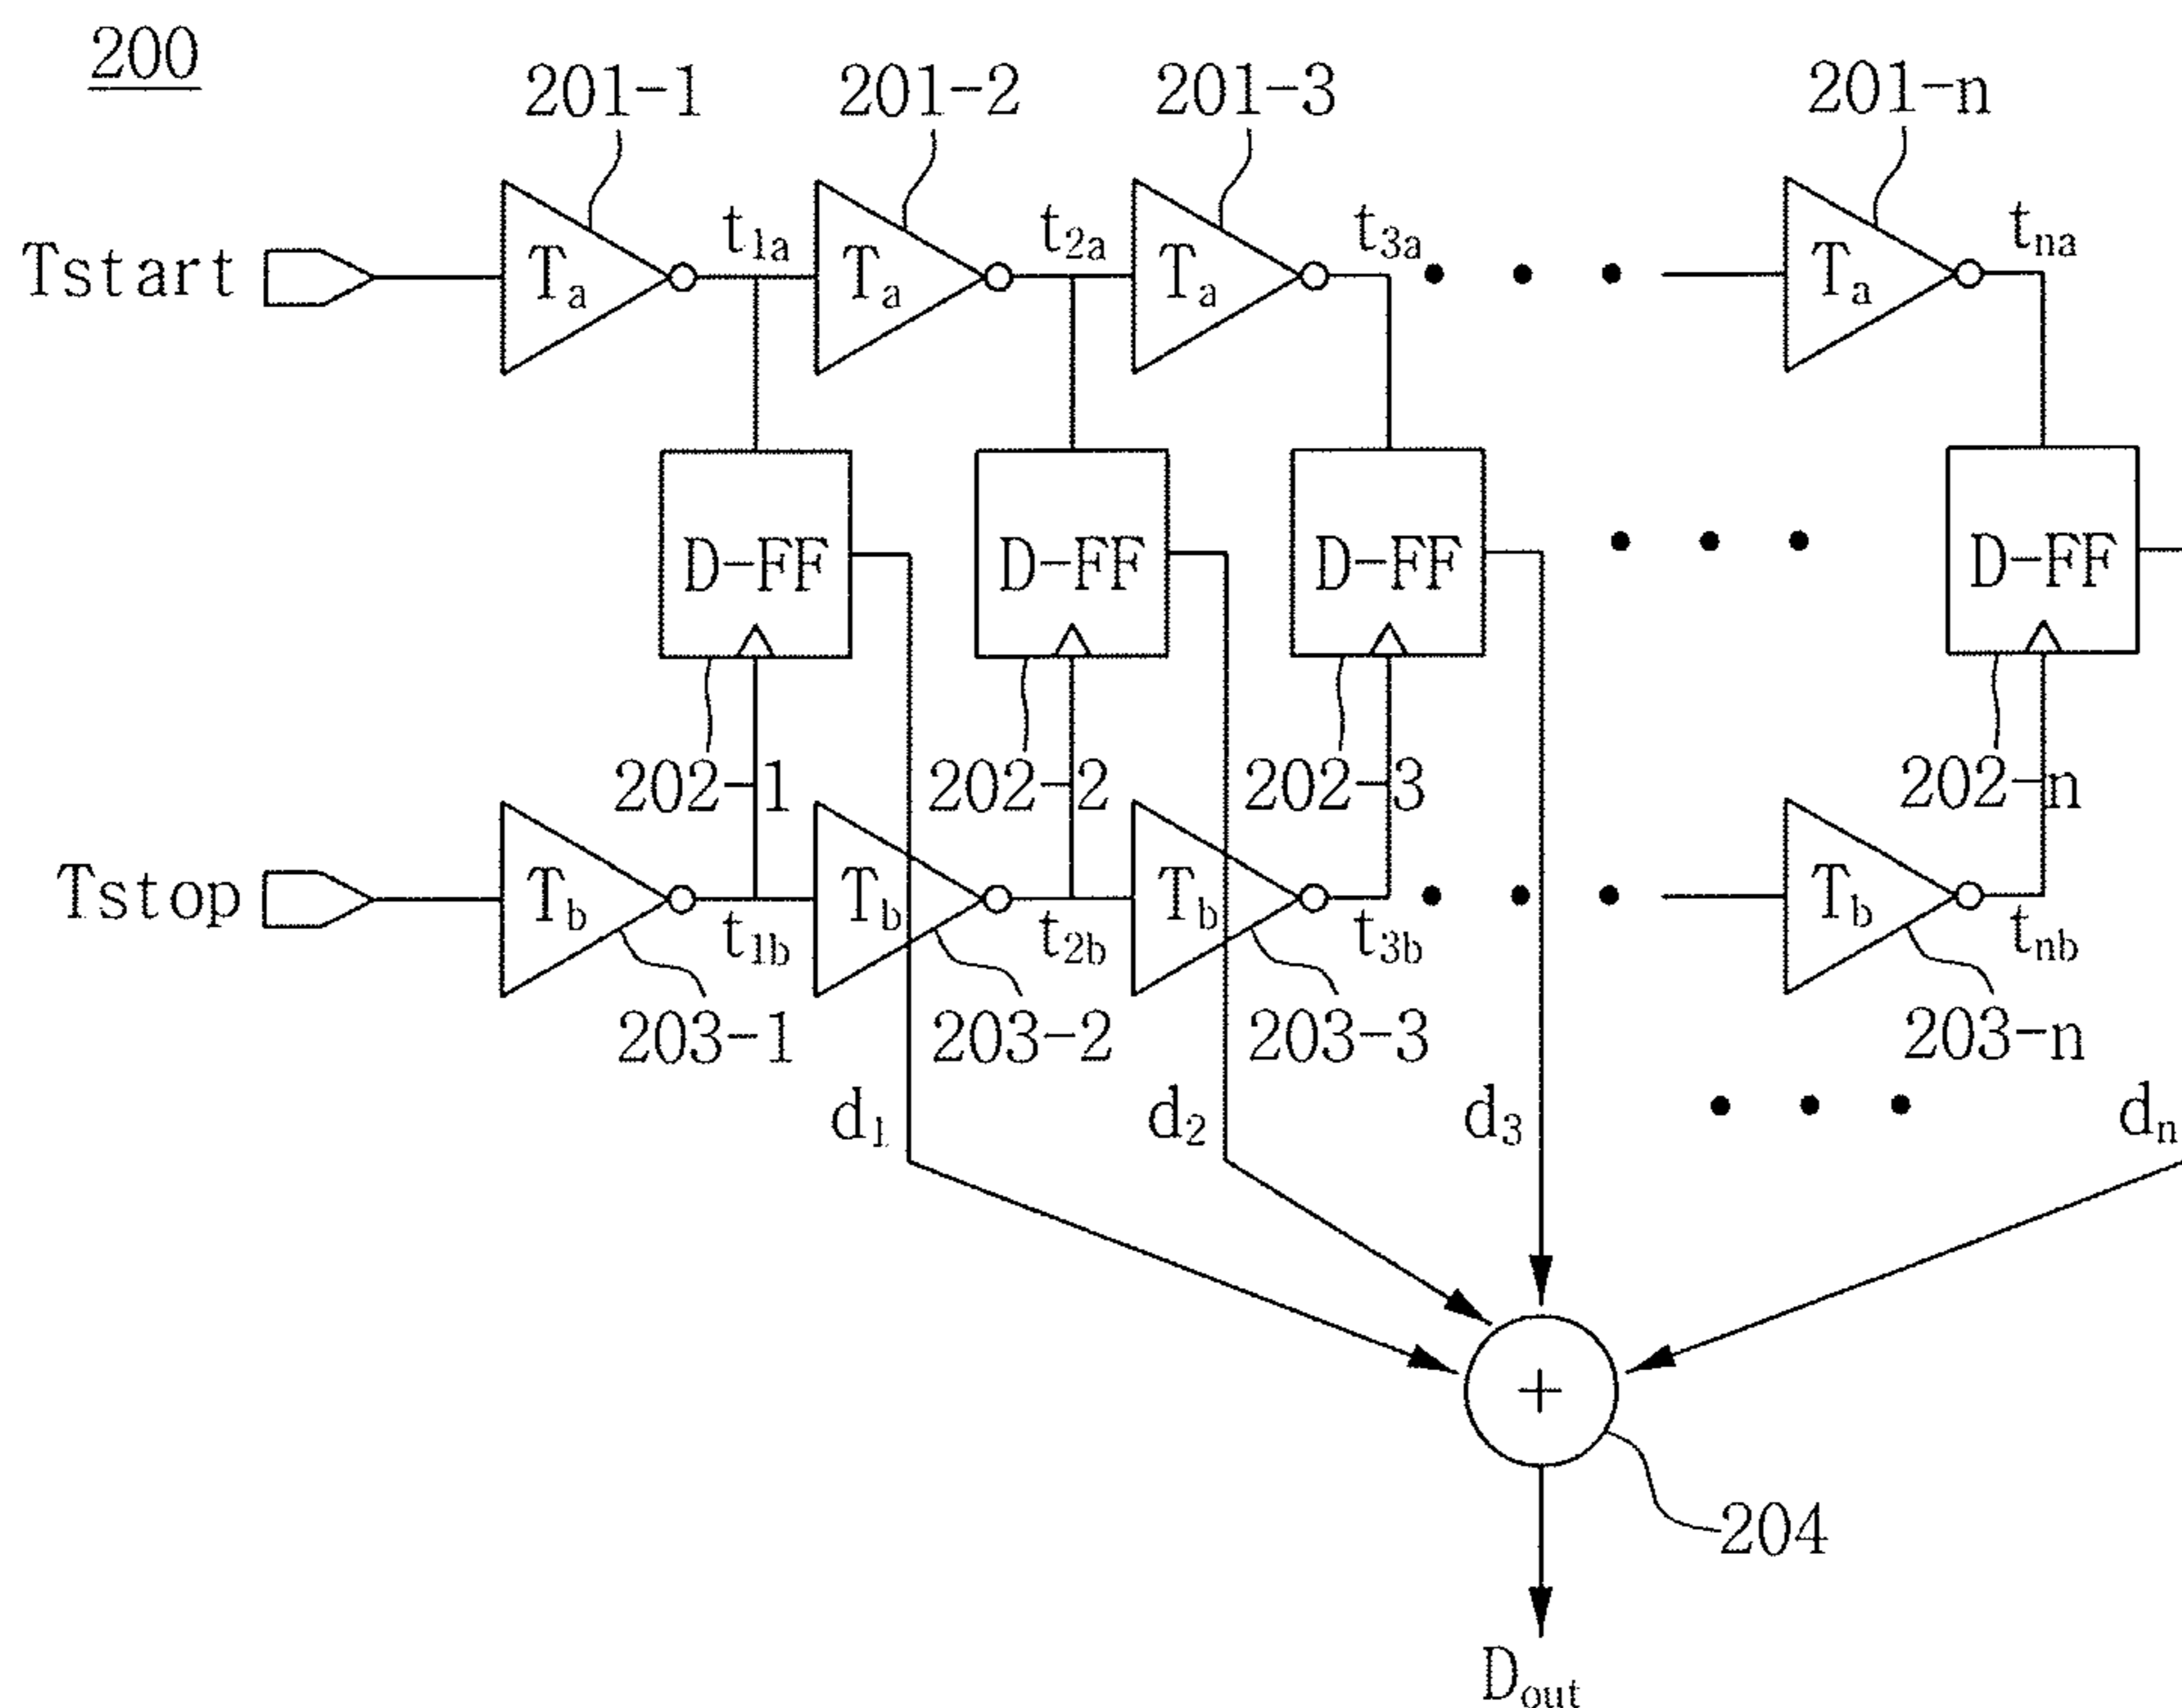 200
201-1 201-2 201-3 201-n
Tstart Ta t1a Ta t2a Ta t3a Ta tna
D-FF D-FF D-FF D-FF
202-1 202-2 202-3 202-n
Tstop Tb t1b Tb t2b Tb t3b Tb tnb
203-1 203-2 203-3 203-n
d1 d2 d3 dn
+
204
Dout